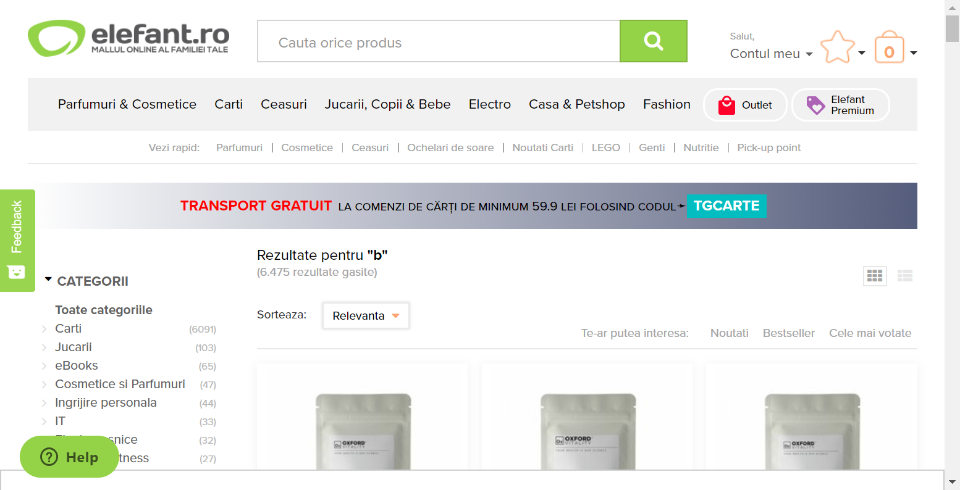 elefant.ro
MALLUL ONLINE AL FAMILIEI TALE
Cauta orice produs
Salut,
Contul meu
0
Parfumuri & Cosmetice Carti Ceasuri Jucarii, Copii & Bebe Electro Casa & Petshop Fashion Outlet Elefant Premium
Vezi rapid: Parfumuri | Cosmetice | Ceasuri | Ochelari de soare | Noutati Carti | LEGO | Genti | Nutritie | Pick-up point
TRANSPORT GRATUIT LA COMENZI DE CĂRȚI DE MINIMUM 59.9 LEI FOLOSIND CODUL TGCARTE
Feedback
Rezultate pentru "b"
(6.475 rezultate gasite)
CATEGORII
Sorteaza: Relevanta
Te-ar putea interesa: Noutati Bestseller Cele mai votate
Toate categoriile
Carti (6091)
Jucarii (103)
eBooks (65)
Cosmetice si Parfumuri (47)
Ingrijire personala (44)
IT (33)
(32)
(27)
Help
OXFORD
VITALITY
OXFORD
VITALITY
OXFORD
VITALITY